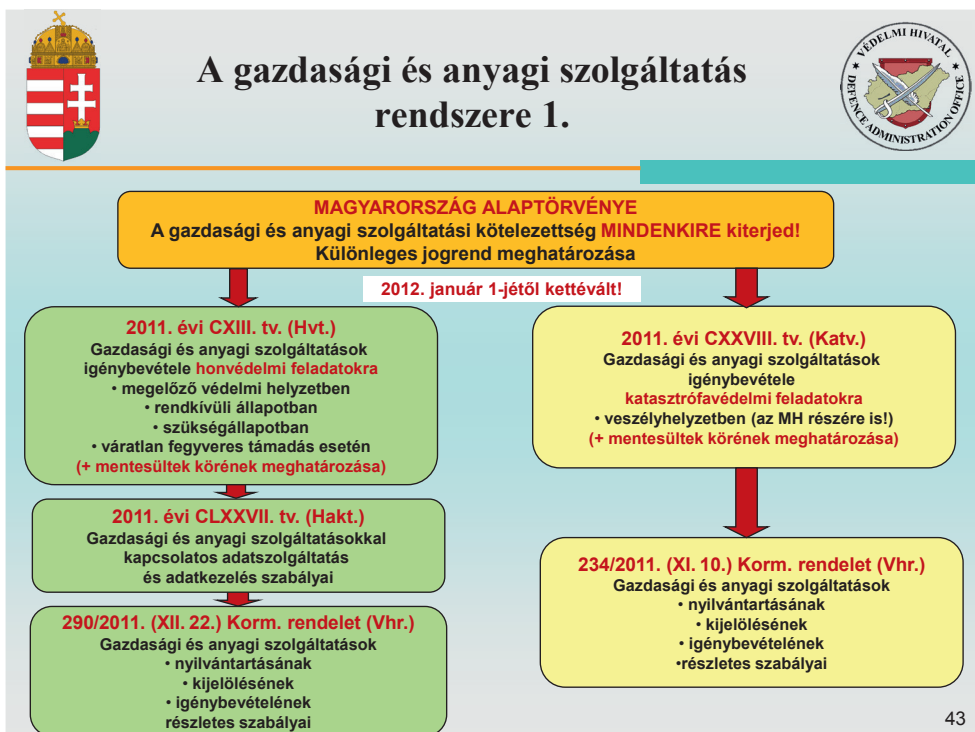 A gazdasági és anyagi szolgáltatás
rendszere 1.
VÉDELMI HIVATAL
DEFENCE ADMINISTRATION OFFICE
MAGYARORSZÁG ALAPTÖRVÉNYE
A gazdasági és anyagi szolgáltatási kötelezettség MINDENKIRE kiterjed!
Különleges jogrend meghatározása
2012. január 1-jétől kettévált!
2011. évi CXIII. tv. (Hvt.)
Gazdasági és anyagi szolgáltatások
igénybevétele honvédelmi feladatokra
• megelőző védelmi helyzetben
• rendkívüli állapotban
• szükségállapotban
• váratlan fegyveres támadás esetén
(+ mentesültek körének meghatározása)
2011. évi CLXXVII. tv. (Hakt.)
Gazdasági és anyagi szolgáltatásokkal
kapcsolatos adatszolgáltatás
és adatkezelés szabályai
290/2011. (XII. 22.) Korm. rendelet (Vhr.)
Gazdasági és anyagi szolgáltatások
• nyilvántartásának
• kijelölésének
• igénybevételének
részletes szabályai
2011. évi CXXVIII. tv. (Katv.)
Gazdasági és anyagi szolgáltatások
igénybevétele
katasztrófavédelmi feladatokra
• veszélyhelyzetben (az MH részére is!)
(+ mentesültek körének meghatározása)
234/2011. (XI. 10.) Korm. rendelet (Vhr.)
Gazdasági és anyagi szolgáltatások
• nyilvántartásának
• kijelölésének
• igénybevételének
•részletes szabályai
43